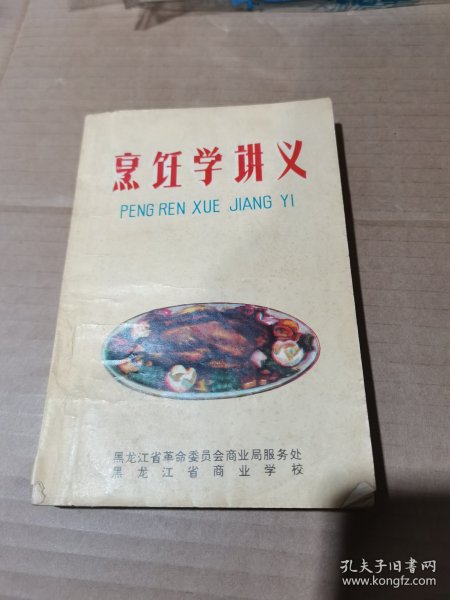 烹饪学讲义
PENG REN XUE JIANG YI
黑龙江省革命委员会商业局服务处
黑龙江省商业学校
孔夫子旧书网
www.kongfz.com